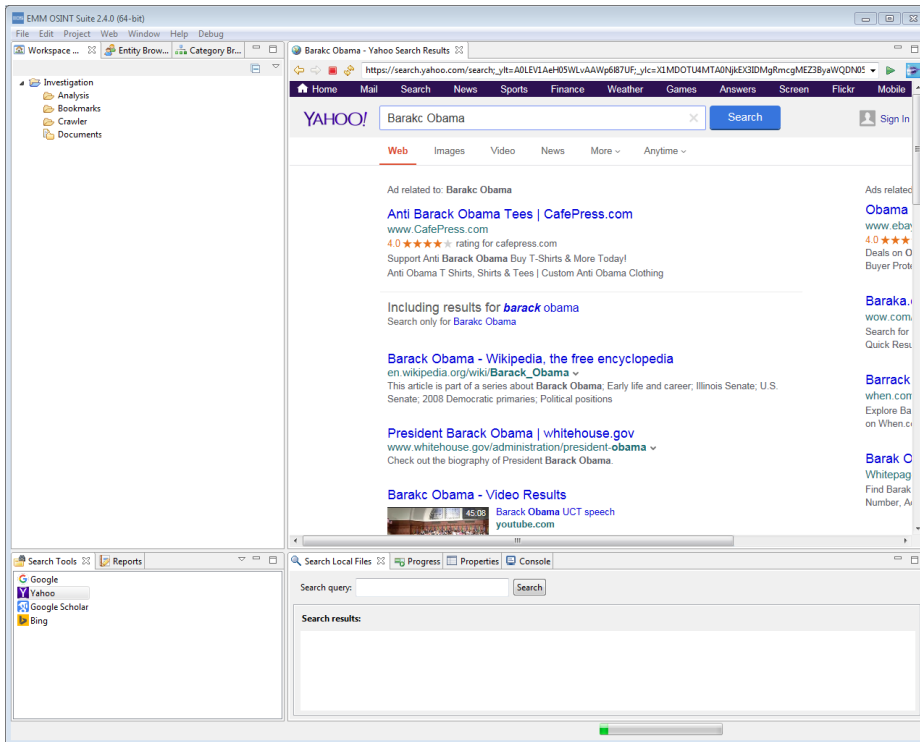 EMM OSINT Suite 2.4.0 (64-bit)
File Edit Project Web Window Help Debug
Workspace ... Entity Brow... Category Br...
Investigation
Analysis
Bookmarks
Crawler
Documents
Barakc Obama - Yahoo Search Results
Home Mail Search News Sports Finance Weather Games Answers Screen Flickr Mobile
YAHOO! Barakc Obama Search Sign In
Web Images Video News More Anytime
Ad related to: Barakc Obama
Anti Barack Obama Tees | CafePress.com
www.CafePress.com
4.0 ★★★★★ rating for cafepress.com
Support Anti Barack Obama Buy T-Shirts & More Today!
Anti Obama T Shirts, Shirts & Tees | Custom Anti Obama Clothing
Including results for barack obama
Search only for Barakc Obama
Barack Obama - Wikipedia, the free encyclopedia
en.wikipedia.org/wiki/Barack_Obama
This article is part of a series about Barack Obama; Early life and career; Illinois Senate; U.S.
Senate; 2008 Democratic primaries; Political positions
President Barack Obama | whitehouse.gov
www.whitehouse.gov/administration/president-obama
Check out the biography of President Barack Obama.
Barakc Obama - Video Results
45:08 Barack Obama UCT speech
youtube.com
Ads related
Obama
www.ebay
4.0 ★★★★
Deals on O
Buyer Prote
Baraka.
wow.com/
Search for
Quick Resu
Barrack
when.com
Explore Ba
on When.co
Barak O
Whitepag
Find Barak
Number, Ad
Search Tools Reports
Google
Yahoo
Google Scholar
Bing
Search Local Files Progress Properties Console
Search query: Search
Search results: